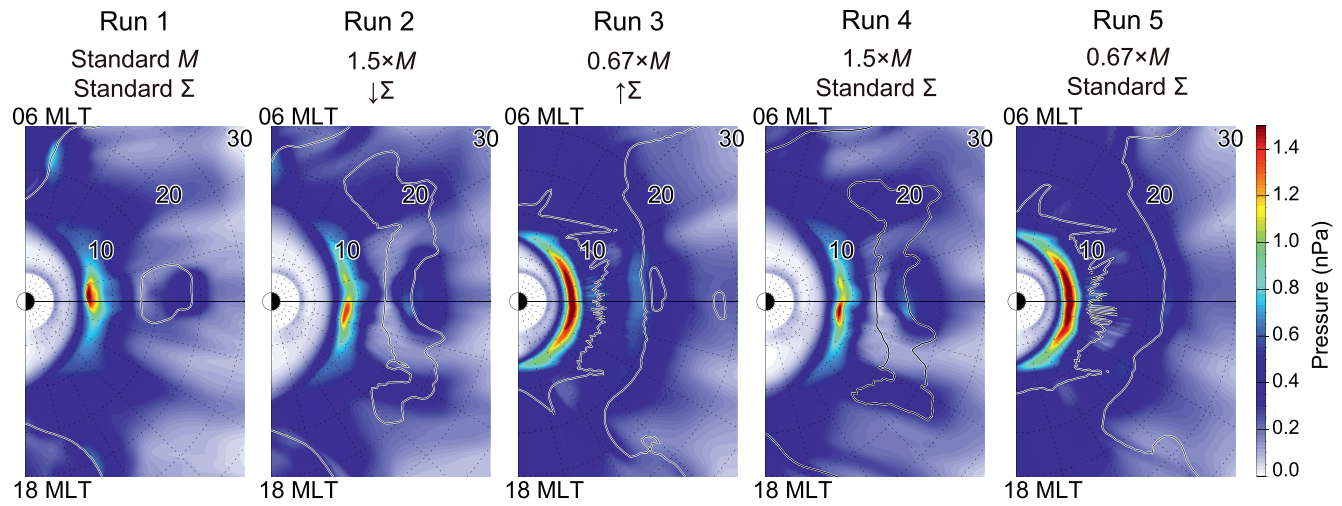 Run 1
Standard M
Standard Σ
06 MLT
30
20
10
18 MLT
Run 2
1.5×M
↓Σ
06 MLT
30
20
10
18 MLT
Run 3
0.67×M
↑Σ
06 MLT
30
20
10
18 MLT
Run 4
1.5×M
Standard Σ
06 MLT
30
20
10
18 MLT
Run 5
0.67×M
Standard Σ
06 MLT
30
20
10
18 MLT
1.4
1.2
1.0
0.8
0.6
0.4
0.2
0.0
Pressure (nPa)